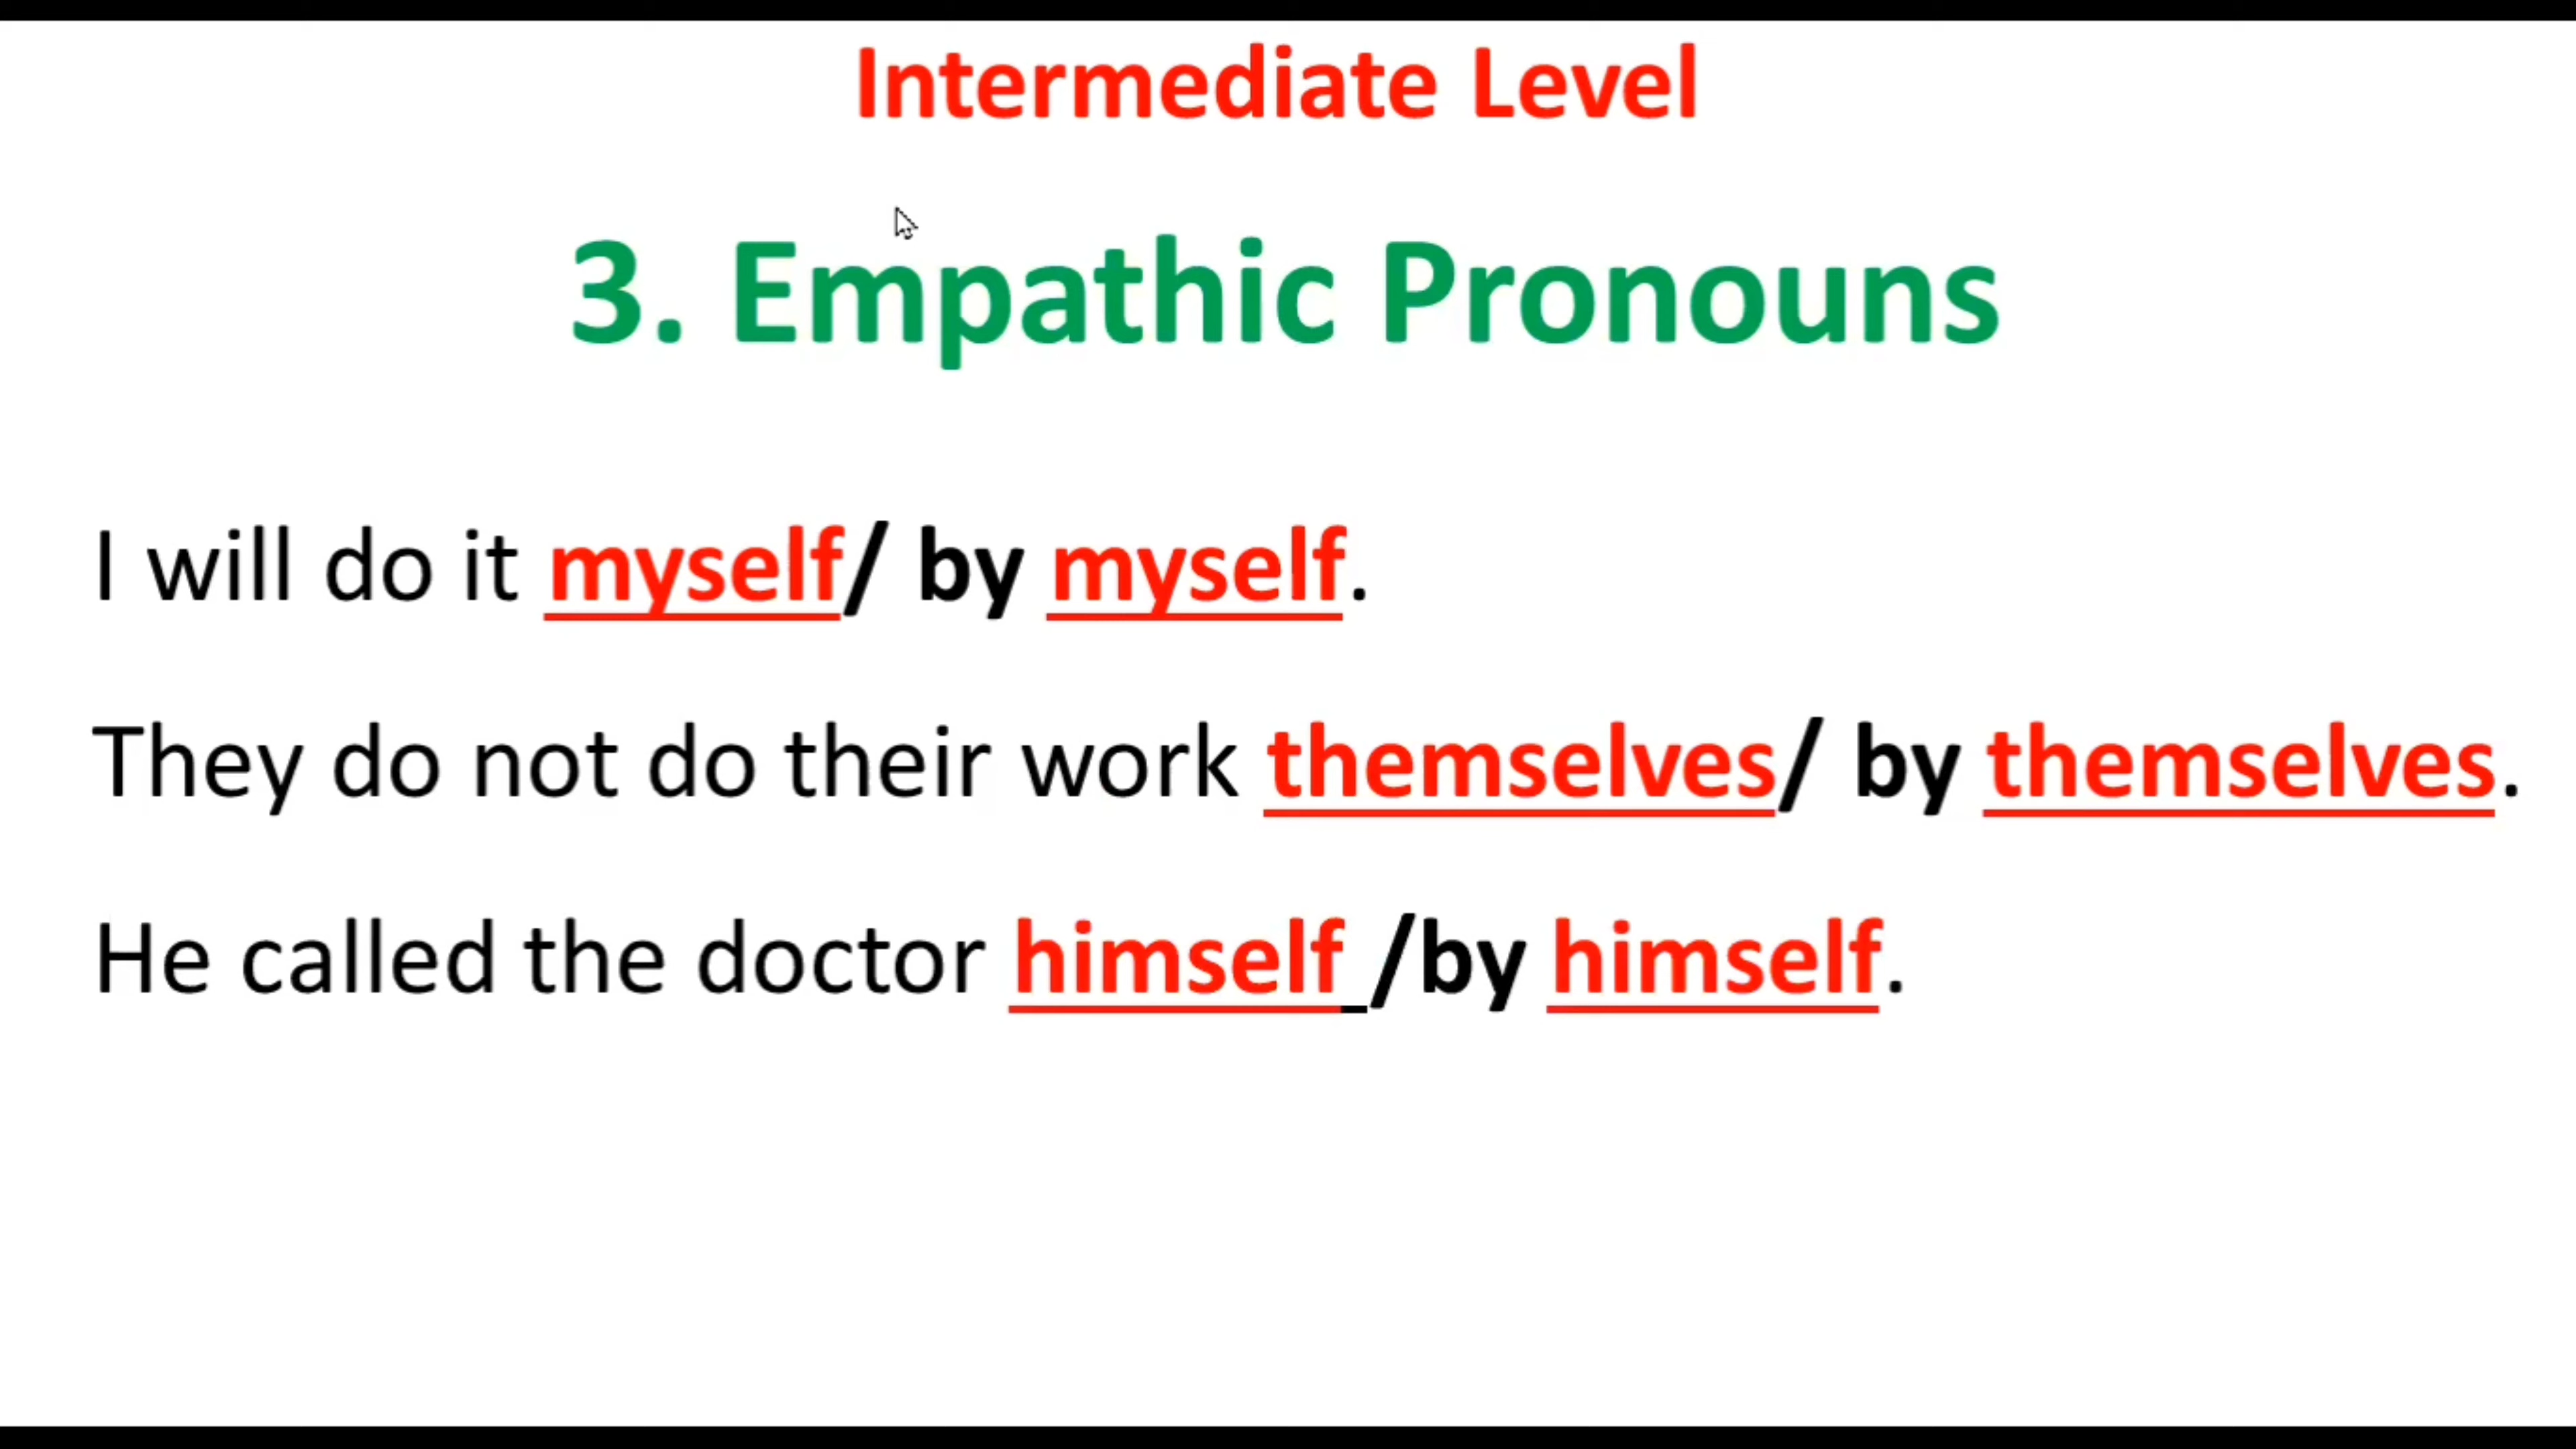 Intermediate Level
3. Empathic Pronouns
I will do it myself/ by myself.
They do not do their work themselves/ by themselves.
He called the doctor himself /by himself.